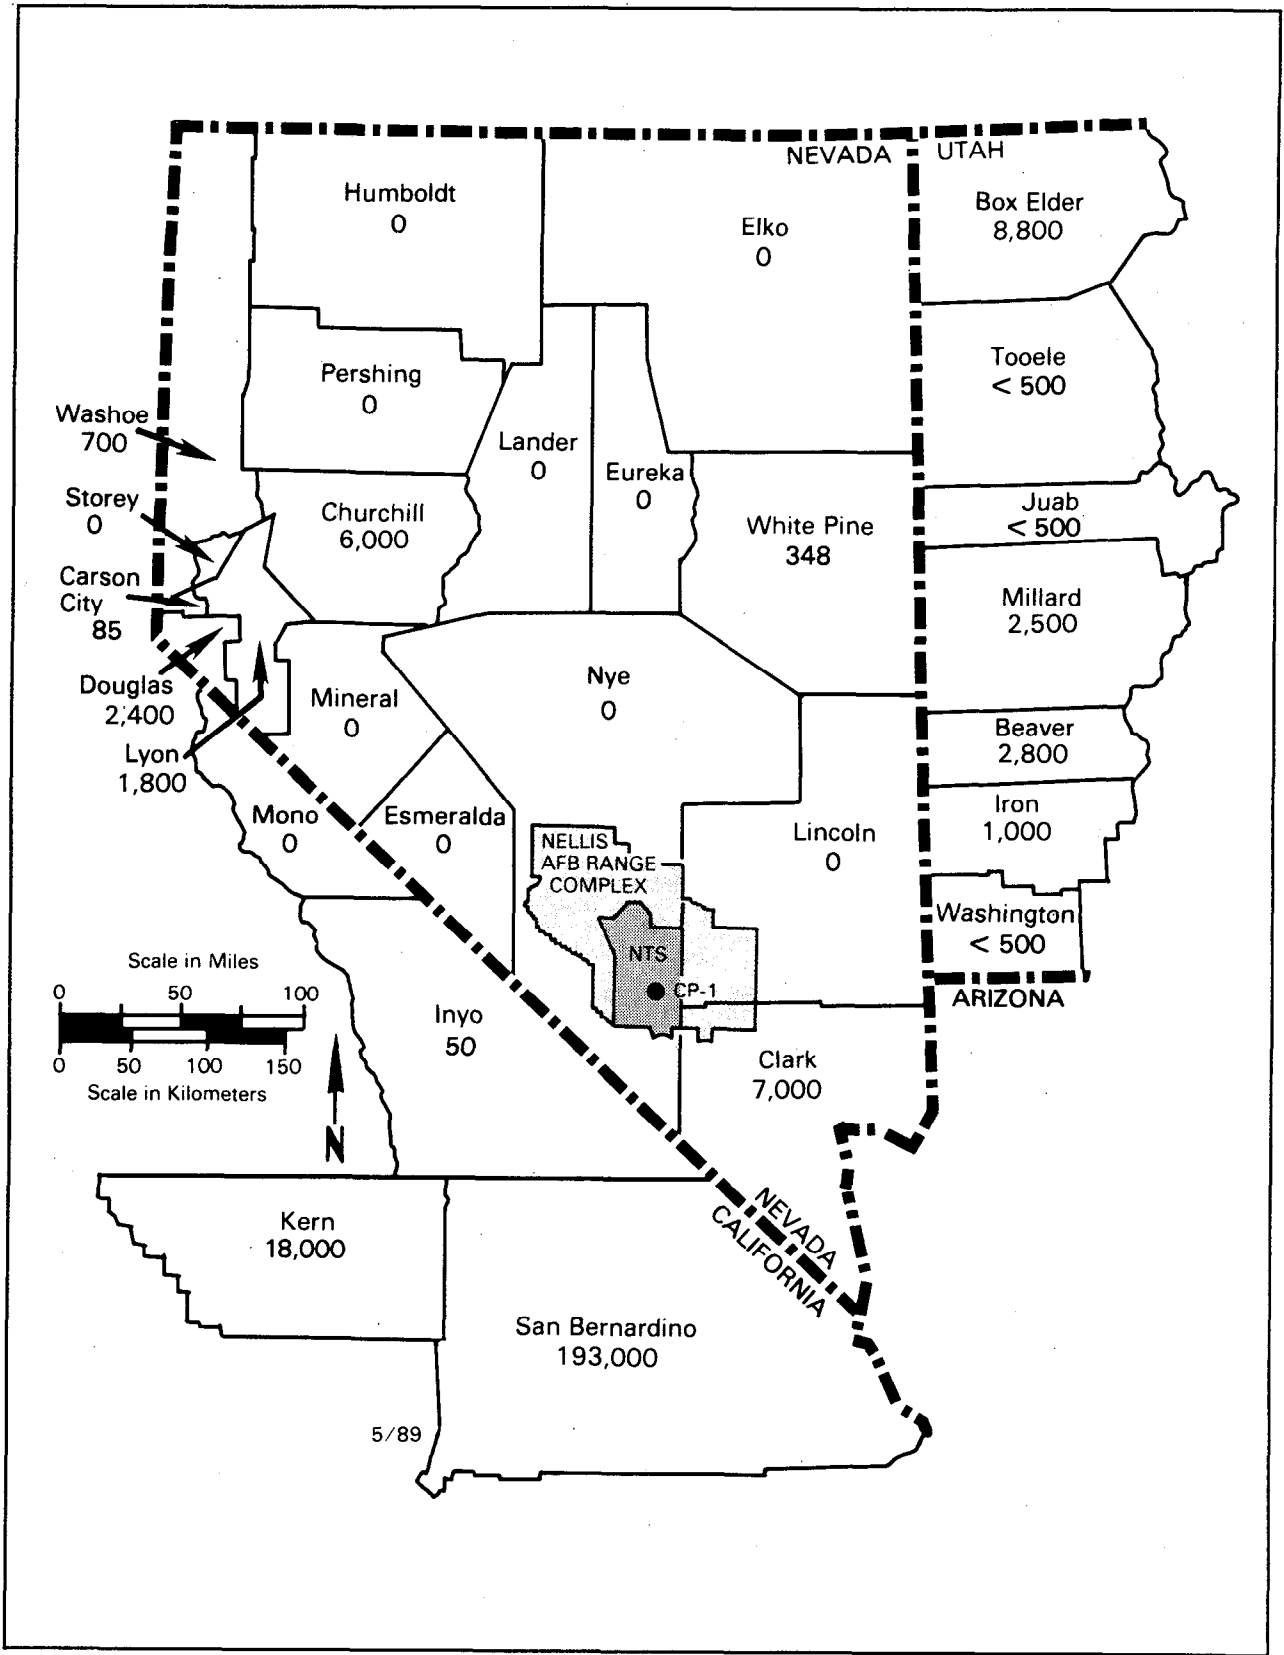 NEVADA
UTAH
Humboldt
0
Elko
0
Box Elder
8,800
Pershing
0
Tooele
< 500
Washoe
700
Lander
0
Eureka
0
Storey
0
Churchill
6,000
White Pine
348
Juab
< 500
Carson
City
85
Millard
2,500
Douglas
2,400
Mineral
0
Nye
0
Beaver
2,800
Lyon
1,800
Mono
0
Esmeralda
0
Lincoln
0
Iron
1,000
NELLIS
AFB RANGE
COMPLEX
Washington
< 500
NTS
CP-1
ARIZONA
Scale in Miles
0 50 100
0 50 100 150
Scale in Kilometers
N
Inyo
50
Clark
7,000
NEVADA
CALIFORNIA
Kern
18,000
San Bernardino
193,000
5/89